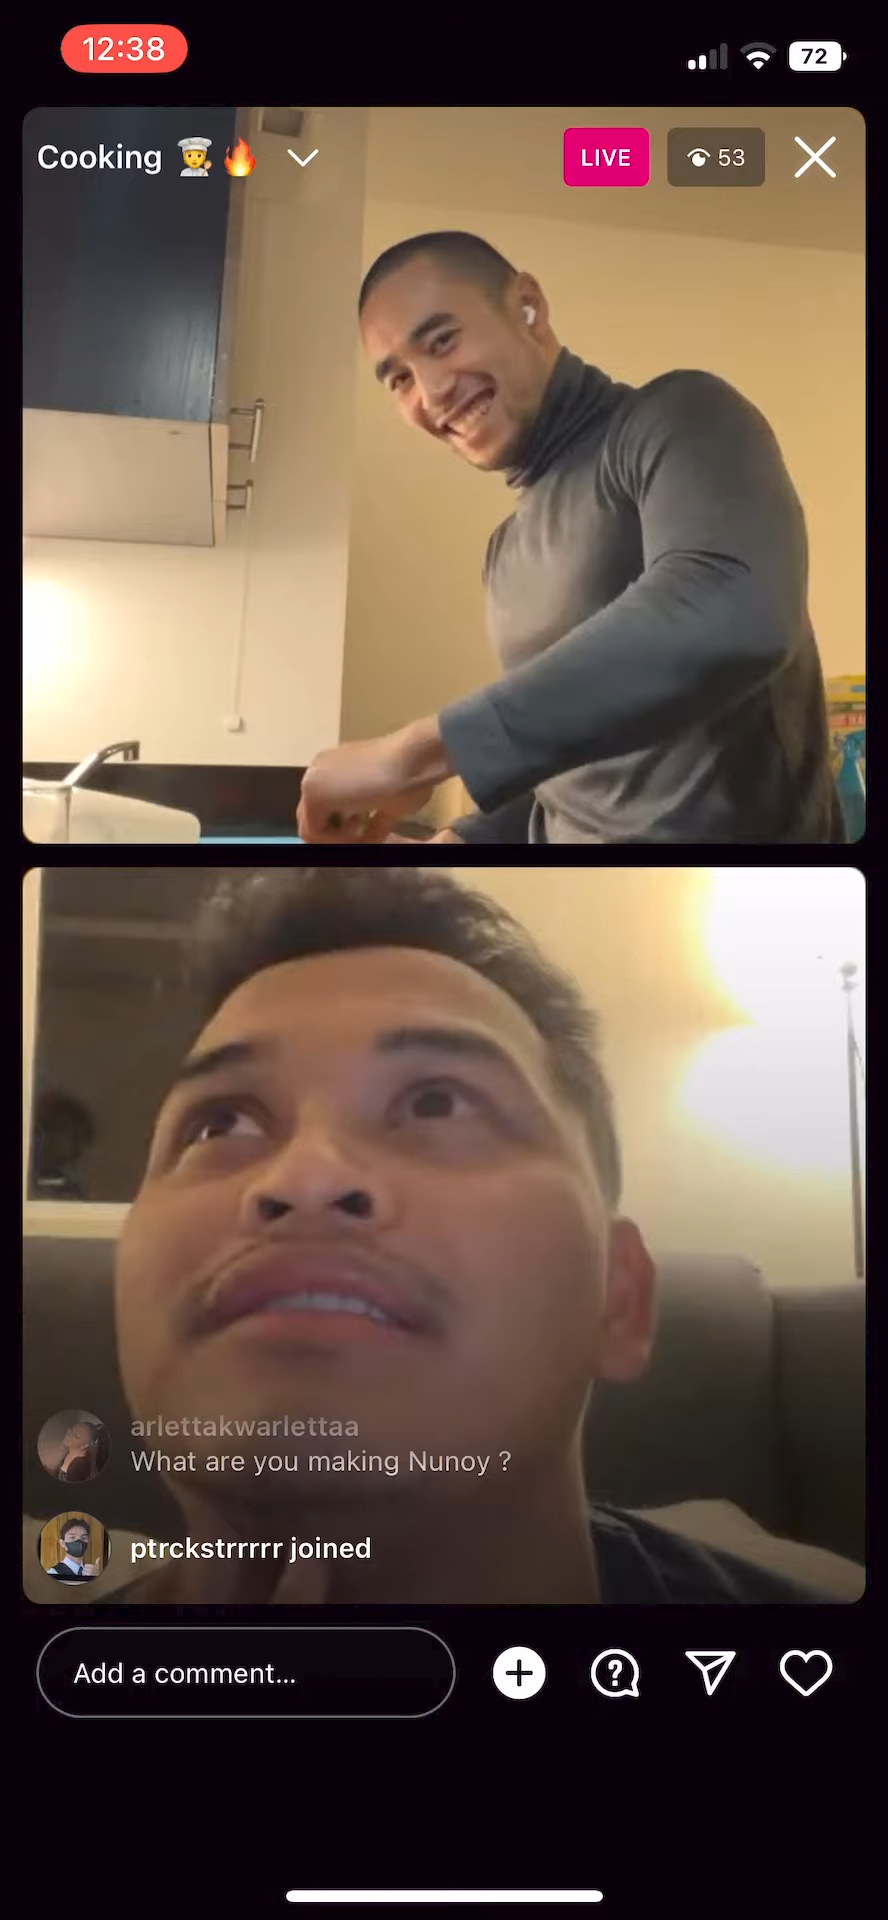 12:38
72
Cooking 🧑‍🍳🔥
LIVE
53
arlettakwarlettaa
What are you making Nunoy ?
ptrckstrrrrr joined
Add a comment...